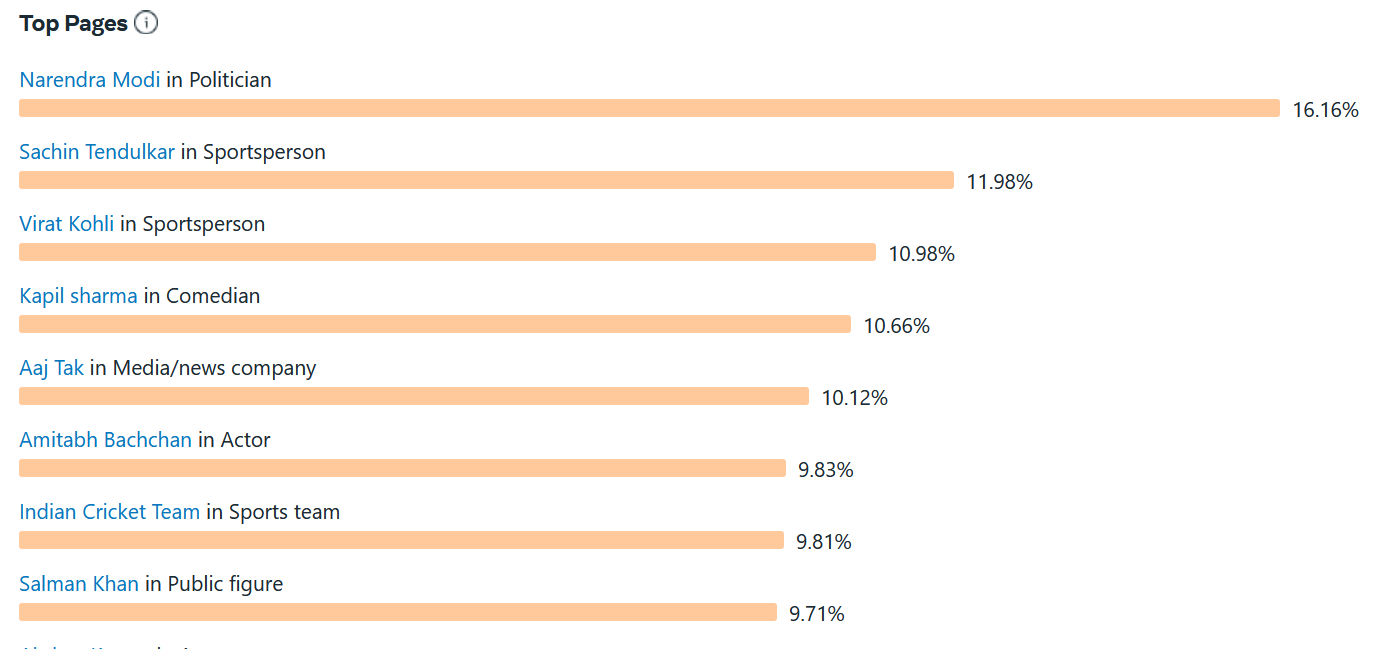 Top Pages
Narendra Modi in Politician
16.16%
Sachin Tendulkar in Sportsperson
11.98%
Virat Kohli in Sportsperson
10.98%
Kapil sharma in Comedian
10.66%
Aaj Tak in Media/news company
10.12%
Amitabh Bachchan in Actor
9.83%
Indian Cricket Team in Sports team
9.81%
Salman Khan in Public figure
9.71%